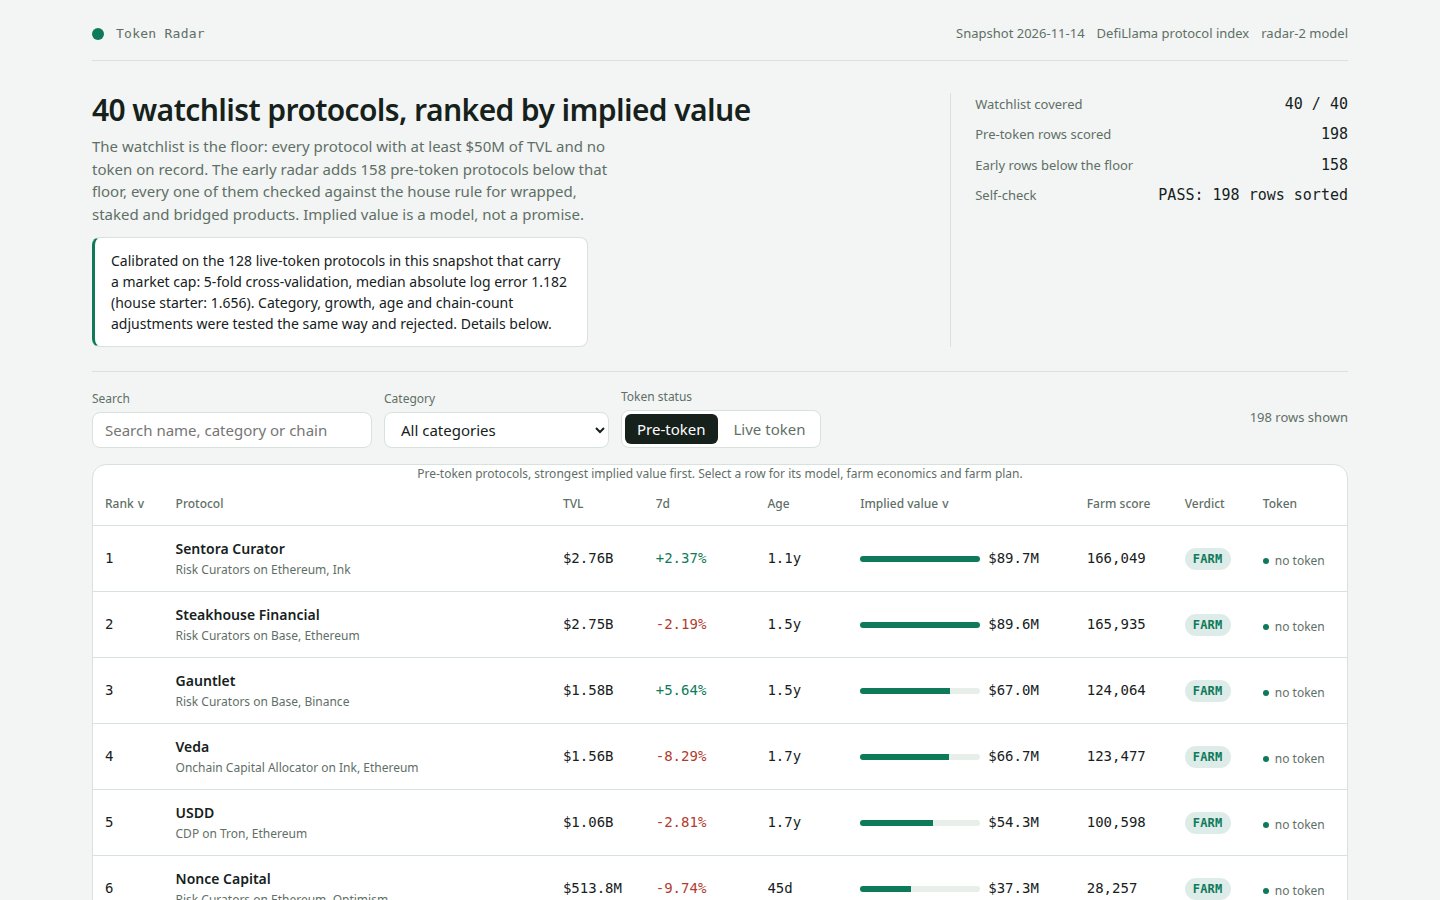 Token Radar
Snapshot 2026-11-14 DefiLlama protocol index radar-2 model
40 watchlist protocols, ranked by implied value
The watchlist is the floor: every protocol with at least $50M of TVL and no
token on record. The early radar adds 158 pre-token protocols below that
floor, every one of them checked against the house rule for wrapped,
staked and bridged products. Implied value is a model, not a promise.
Calibrated on the 128 live-token protocols in this snapshot that carry
a market cap: 5-fold cross-validation, median absolute log error 1.182
(house starter: 1.656). Category, growth, age and chain-count
adjustments were tested the same way and rejected. Details below.
Watchlist covered 40 / 40
Pre-token rows scored 198
Early rows below the floor 158
Self-check PASS: 198 rows sorted
Search Category Token status
Search name, category or chain All categories Pre-token Live token
198 rows shown
Pre-token protocols, strongest implied value first. Select a row for its model, farm economics and farm plan.
Rank v Protocol TVL 7d Age Implied value v Farm score Verdict Token
1 Sentora Curator $2.76B +2.37% 1.1y $89.7M 166,049 FARM no token
Risk Curators on Ethereum, Ink
2 Steakhouse Financial $2.75B -2.19% 1.5y $89.6M 165,935 FARM no token
Risk Curators on Base, Ethereum
3 Gauntlet $1.58B +5.64% 1.5y $67.0M 124,064 FARM no token
Risk Curators on Base, Binance
4 Veda $1.56B -8.29% 1.7y $66.7M 123,477 FARM no token
Onchain Capital Allocator on Ink, Ethereum
5 USDD $1.06B -2.81% 1.7y $54.3M 100,598 FARM no token
CDP on Tron, Ethereum
6 Nonce Capital $513.8M -9.74% 45d $37.3M 28,257 FARM no token
Risk Curators on Ethereum, Optimism